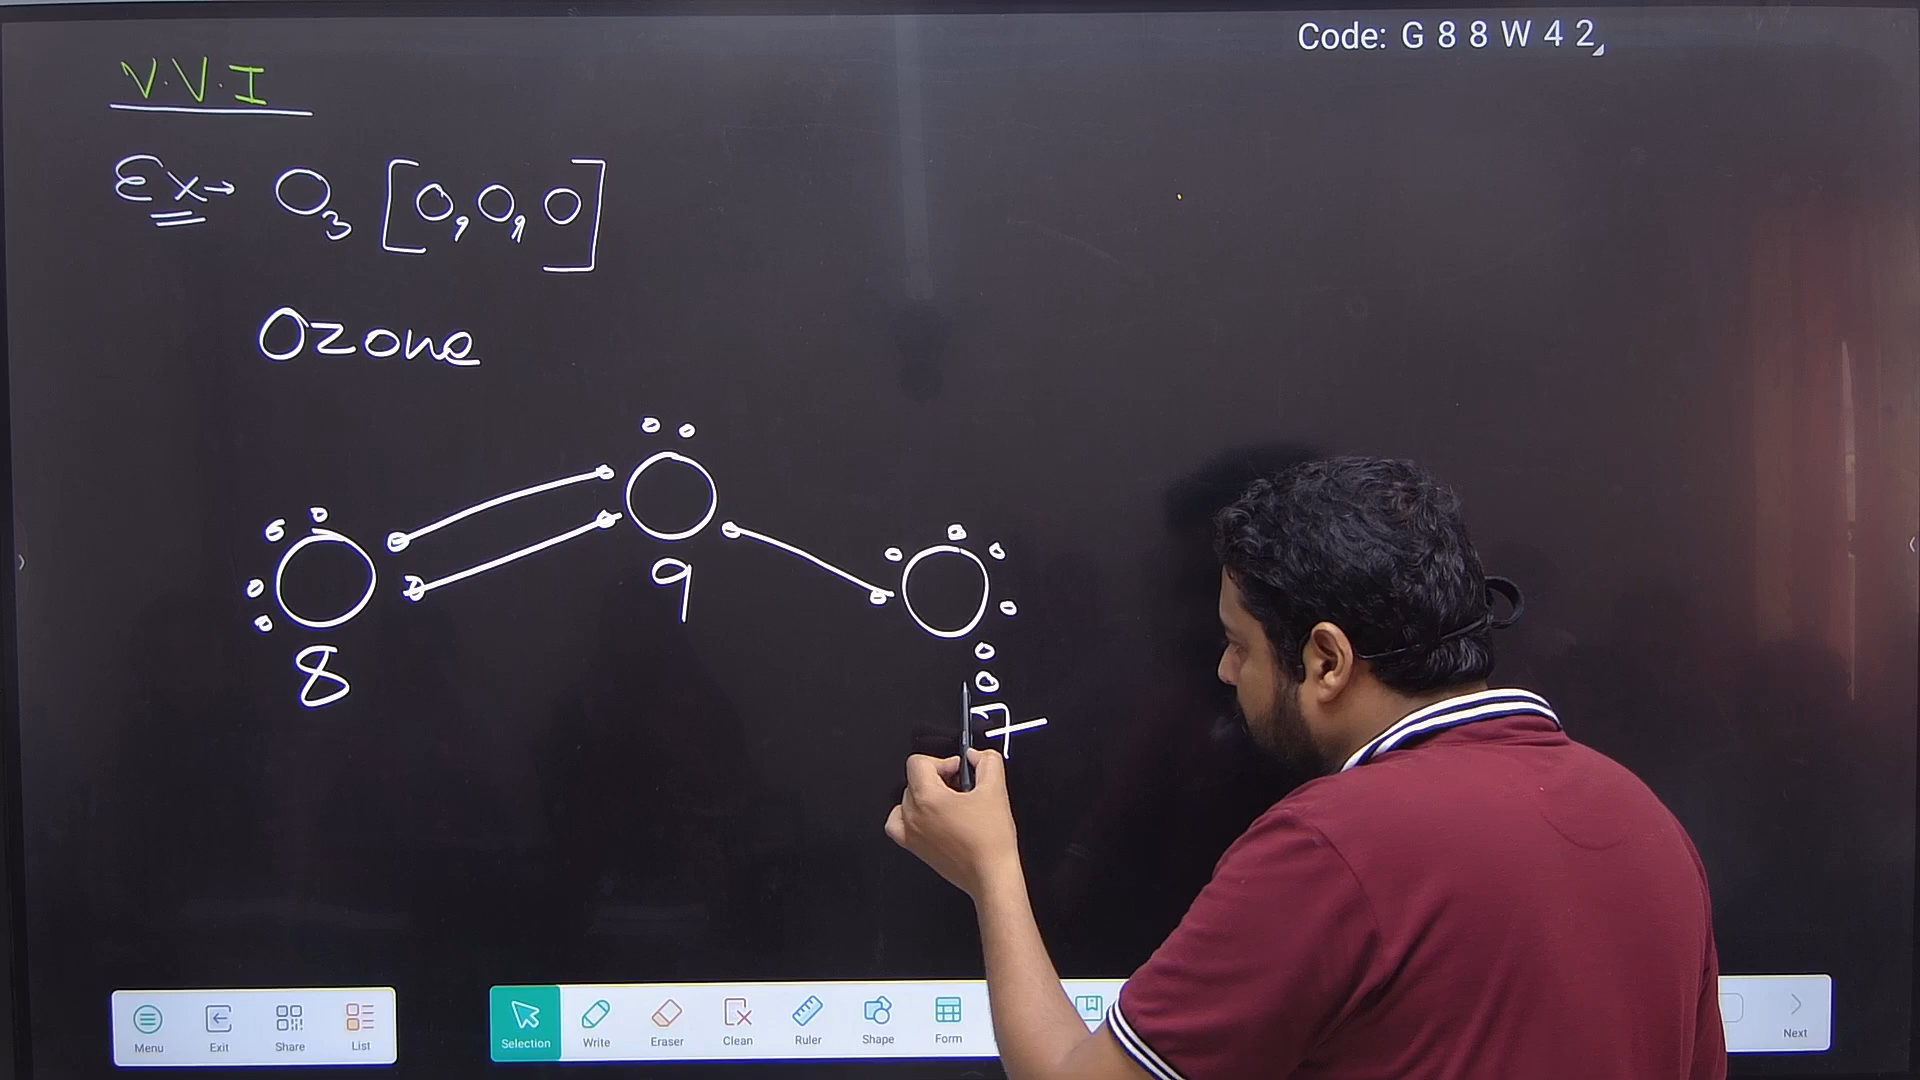 Code: G 8 8 W 4 2
V.V.I
Ex→ O3 [O, O, O]
Ozone
8
9
7
Menu Exit Share List
Selection Write Eraser Clean Ruler Shape Form
Next